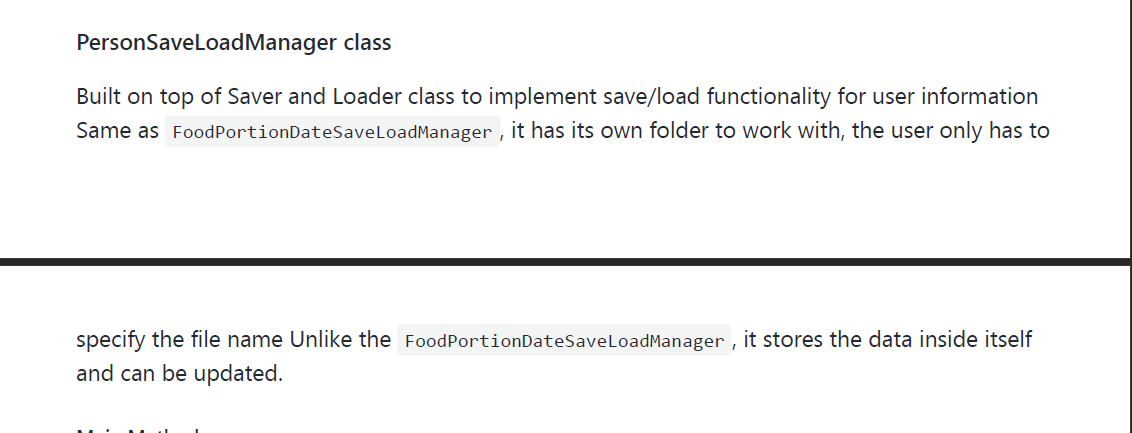 PersonSaveLoadManager class
Built on top of Saver and Loader class to implement save/load functionality for user information
Same as FoodPortionDateSaveLoadManager, it has its own folder to work with, the user only has to
specify the file name Unlike the FoodPortionDateSaveLoadManager, it stores the data inside itself
and can be updated.